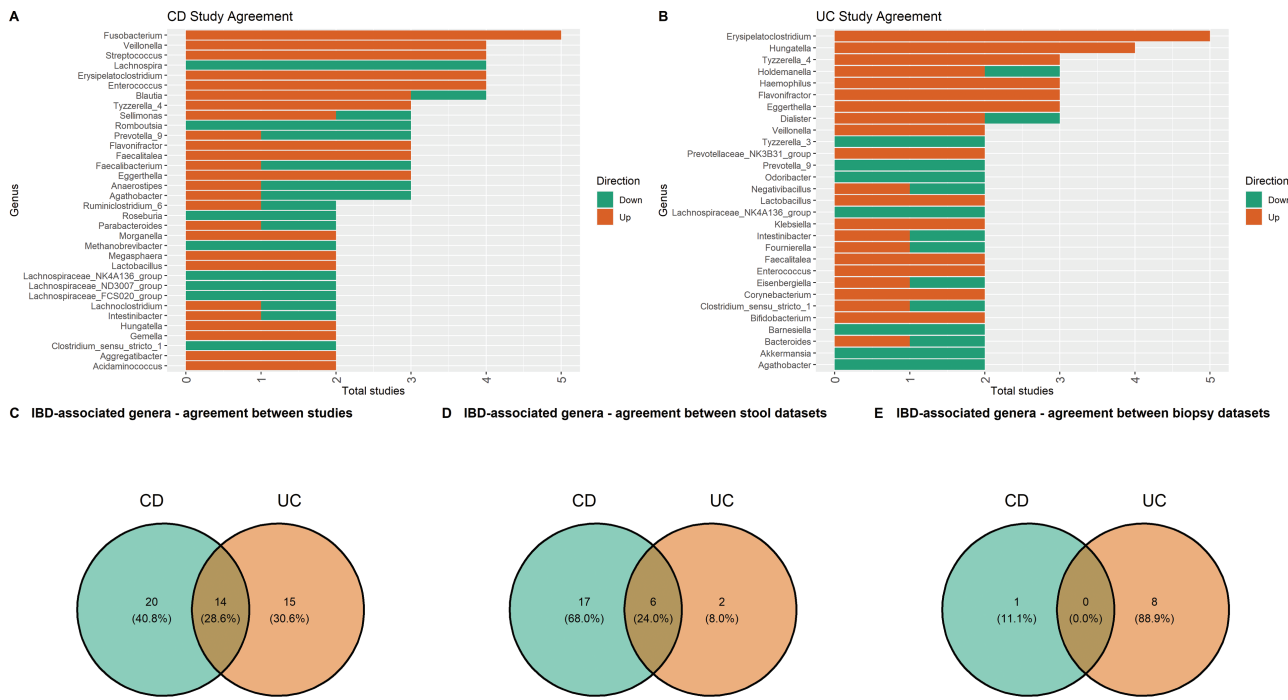 A
CD Study Agreement
Genus
Fusobacterium
Veillonella
Streptococcus
Lachnospira
Erysipelatoclostridium
Enterococcus
Blautia
Tyzzerella_4
Sellimonas
Romboutsia
Prevotella_9
Flavonifractor
Faecalitalea
Faecalibacterium
Eggerthella
Anaerostipes
Agathobacter
Ruminiclostridium_6
Roseburia
Parabacteroides
Morganella
Methanobrevibacter
Megasphaera
Lactobacillus
Lachnospiraceae_NK4A136_group
Lachnospiraceae_ND3007_group
Lachnospiraceae_FCS020_group
Lachnoclostridium
Intestinibacter
Hungatella
Gemella
Clostridium_sensu_stricto_1
Aggregatibacter
Acidaminococcus
0 1 2 3 4 5
Total studies
Direction
Down
Up
B
UC Study Agreement
Genus
Erysipelatoclostridium
Hungatella
Tyzzerella_4
Holdemanella
Haemophilus
Flavonifractor
Eggerthella
Dialister
Veillonella
Tyzzerella_3
Prevotellaceae_NK3B31_group
Prevotella_9
Odoribacter
Negativibacillus
Lactobacillus
Lachnospiraceae_NK4A136_group
Klebsiella
Intestinibacter
Fournierella
Faecalitalea
Enterococcus
Eisenbergiella
Corynebacterium
Clostridium_sensu_stricto_1
Bifidobacterium
Barnesiella
Bacteroides
Akkermansia
Agathobacter
0 1 2 3 4 5
Total studies
Direction
Down
Up
C IBD-associated genera - agreement between studies
CD UC
20 14 15
(40.8%) (28.6%) (30.6%)
D IBD-associated genera - agreement between stool datasets
CD UC
17 6 2
(68.0%) (24.0%) (8.0%)
E IBD-associated genera - agreement between biopsy datasets
CD UC
1 0 8
(11.1%) (0.0%) (88.9%)